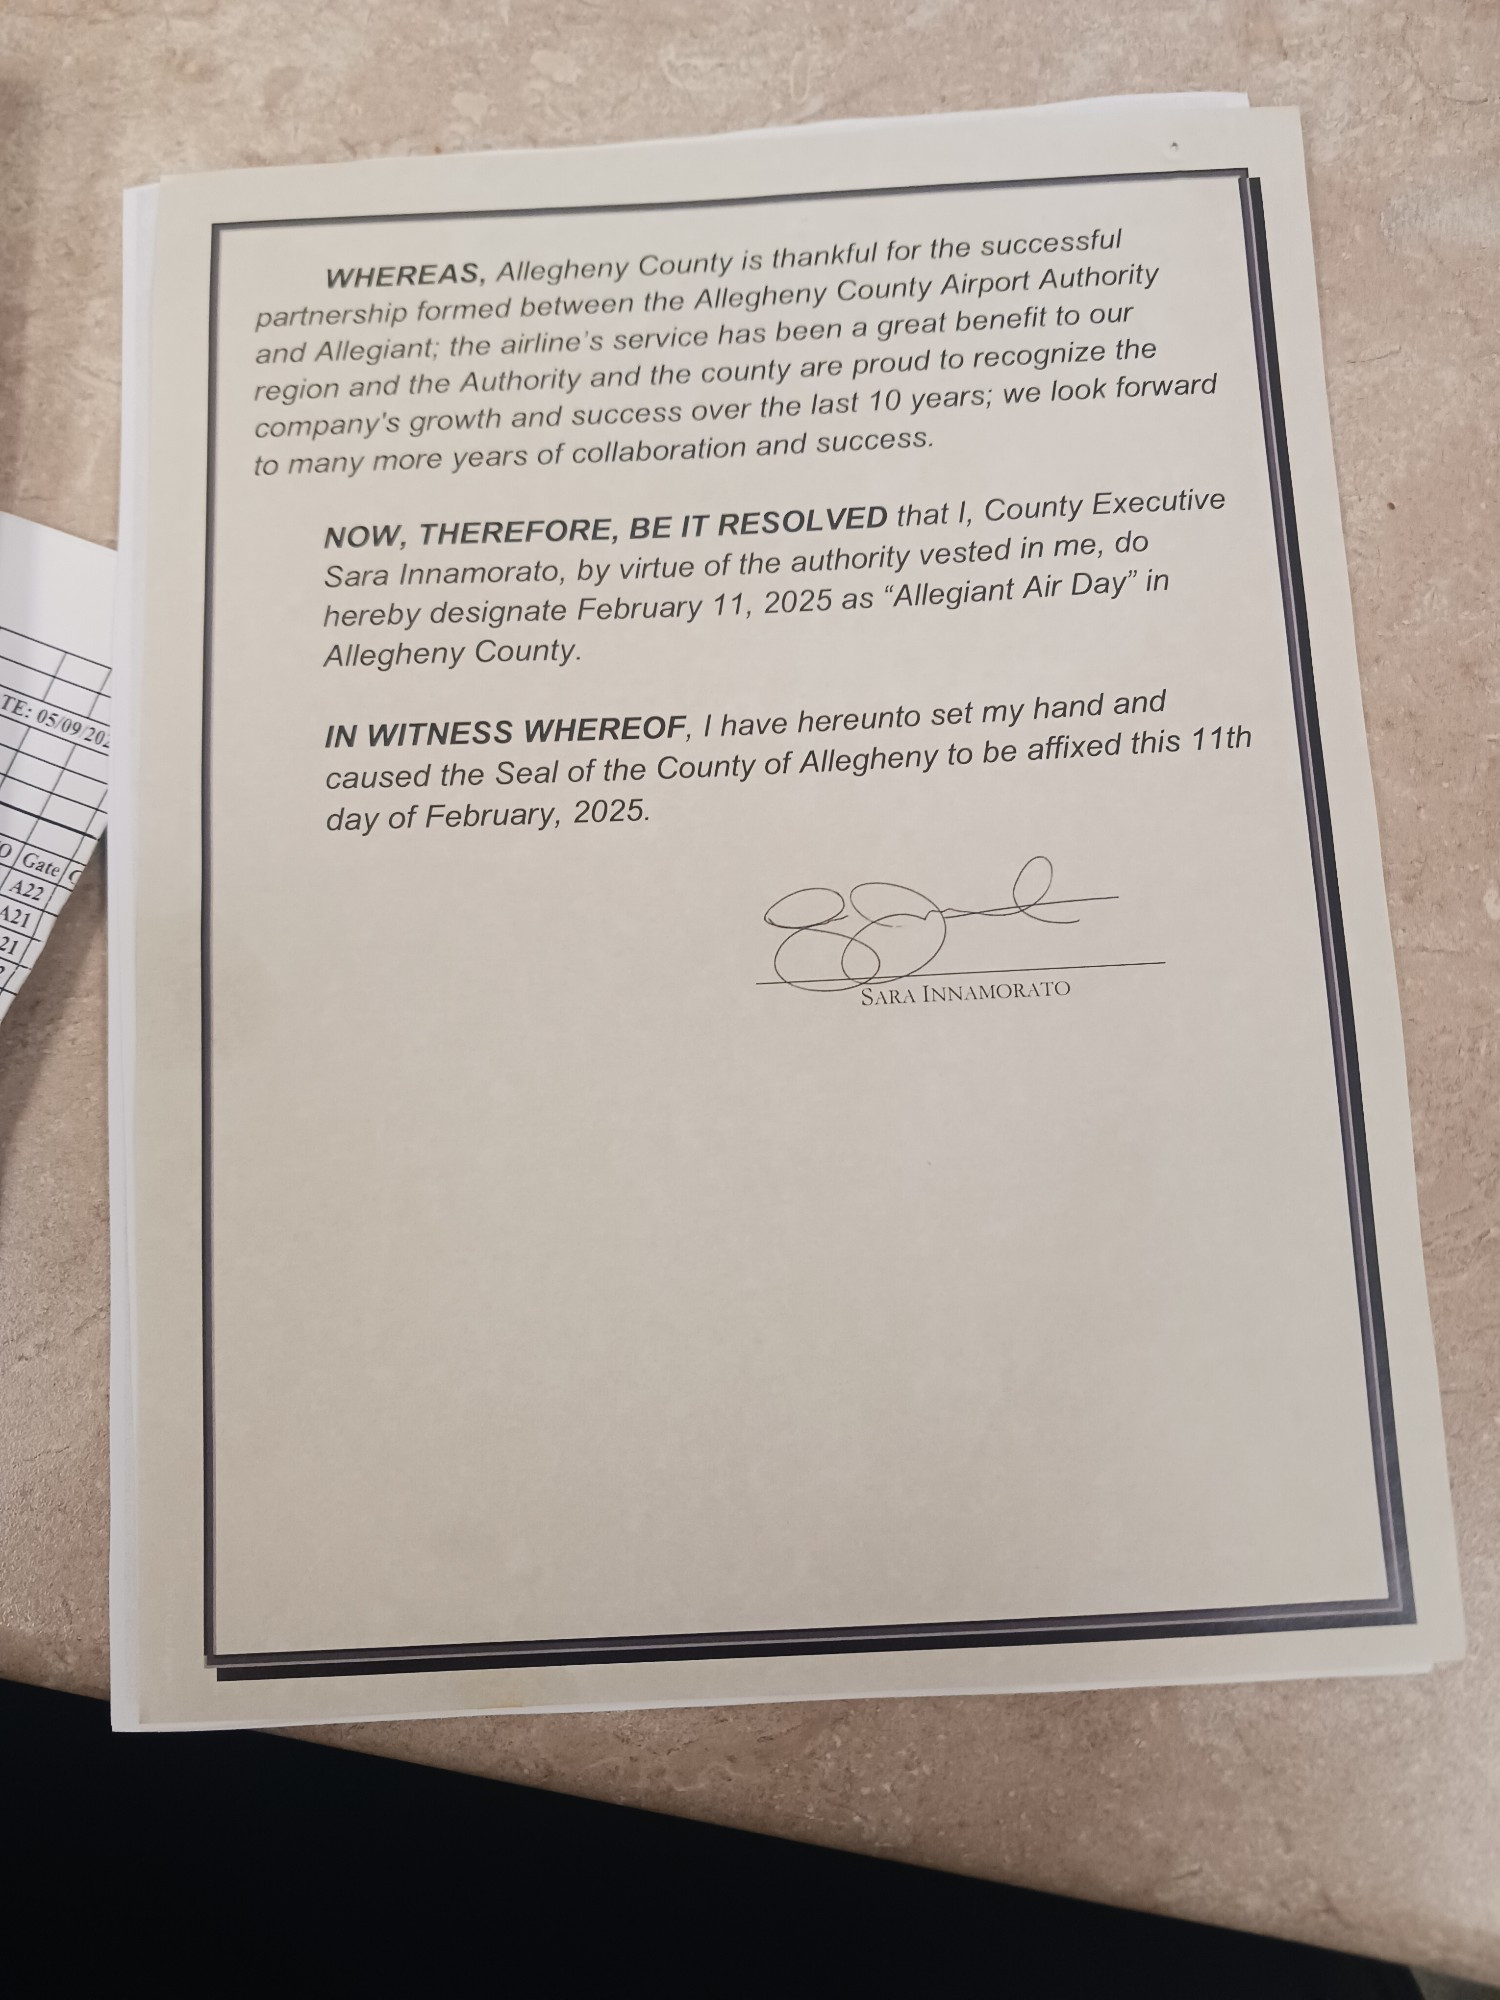 WHEREAS, Allegheny County is thankful for the successful
partnership formed between the Allegheny County Airport Authority
and Allegiant; the airline's service has been a great benefit to our
region and the Authority and the county are proud to recognize the
company's growth and success over the last 10 years; we look forward
to many more years of collaboration and success.
NOW, THEREFORE, BE IT RESOLVED that I, County Executive
Sara Innamorato, by virtue of the authority vested in me, do
hereby designate February 11, 2025 as “Allegiant Air Day” in
Allegheny County.
IN WITNESS WHEREOF, I have hereunto set my hand and
caused the Seal of the County of Allegheny to be affixed this 11th
day of February, 2025.
SARA INNAMORATO
TE: 05/09/202
Gate
A22
A21
21